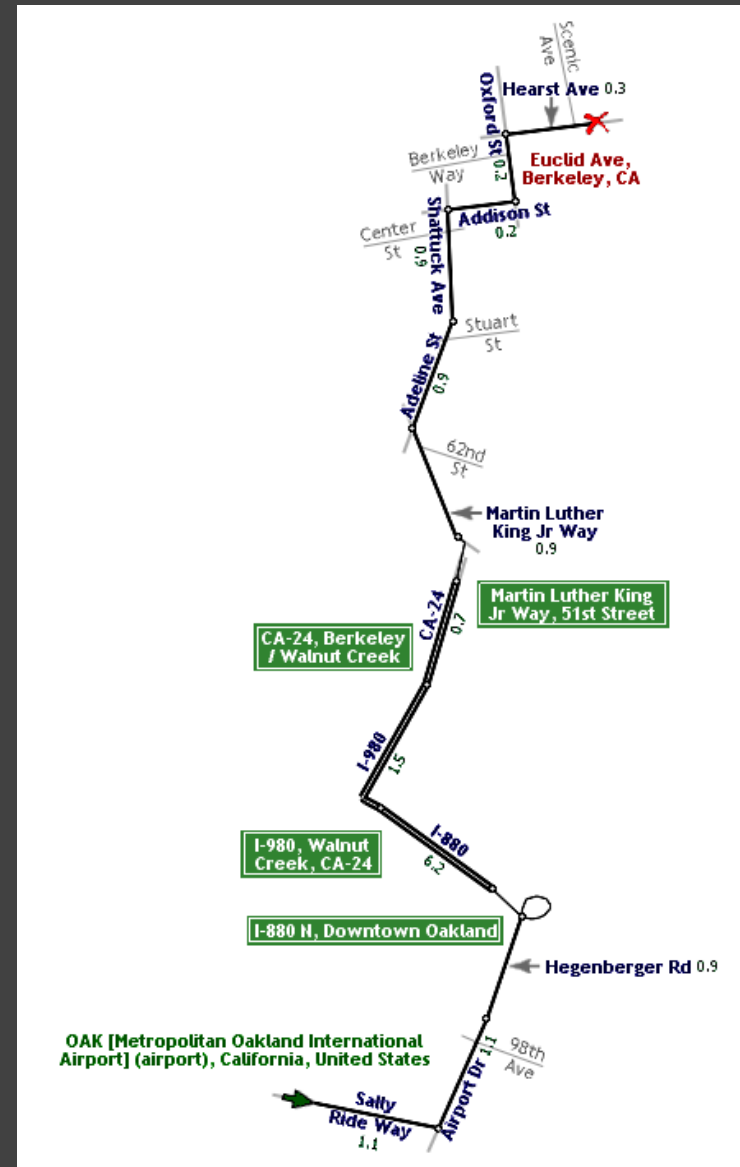 Scenic
Ave
Hearst Ave 0.3
Oxford St 0.2
Euclid Ave,
Berkeley, CA
Berkeley
Way
Addison St
0.2
Center
St
Shattuck Ave
0.9
Stuart
St
Adeline St
0.9
62nd
St
Martin Luther
King Jr Way
0.9
Martin Luther King
Jr Way, 51st Street
CA-24
0.7
CA-24, Berkeley
/ Walnut Creek
I-980
1.5
I-980, Walnut
Creek, CA-24
I-880
6.2
I-880 N, Downtown Oakland
Hegenberger Rd 0.9
98th
Ave
Airport Dr 1.1
OAK [Metropolitan Oakland International
Airport] (airport), California, United States
Sally
Ride Way
1.1